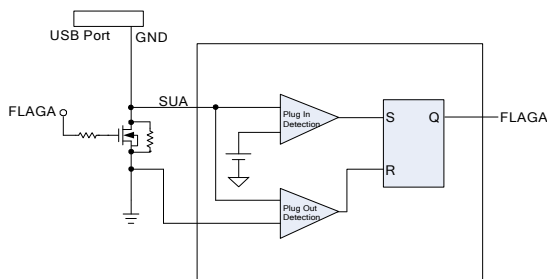 USB Port
GND
FLAGA
SUA
Plug In
Detection
S
Q
FLAGA
R
Plug Out
Detection